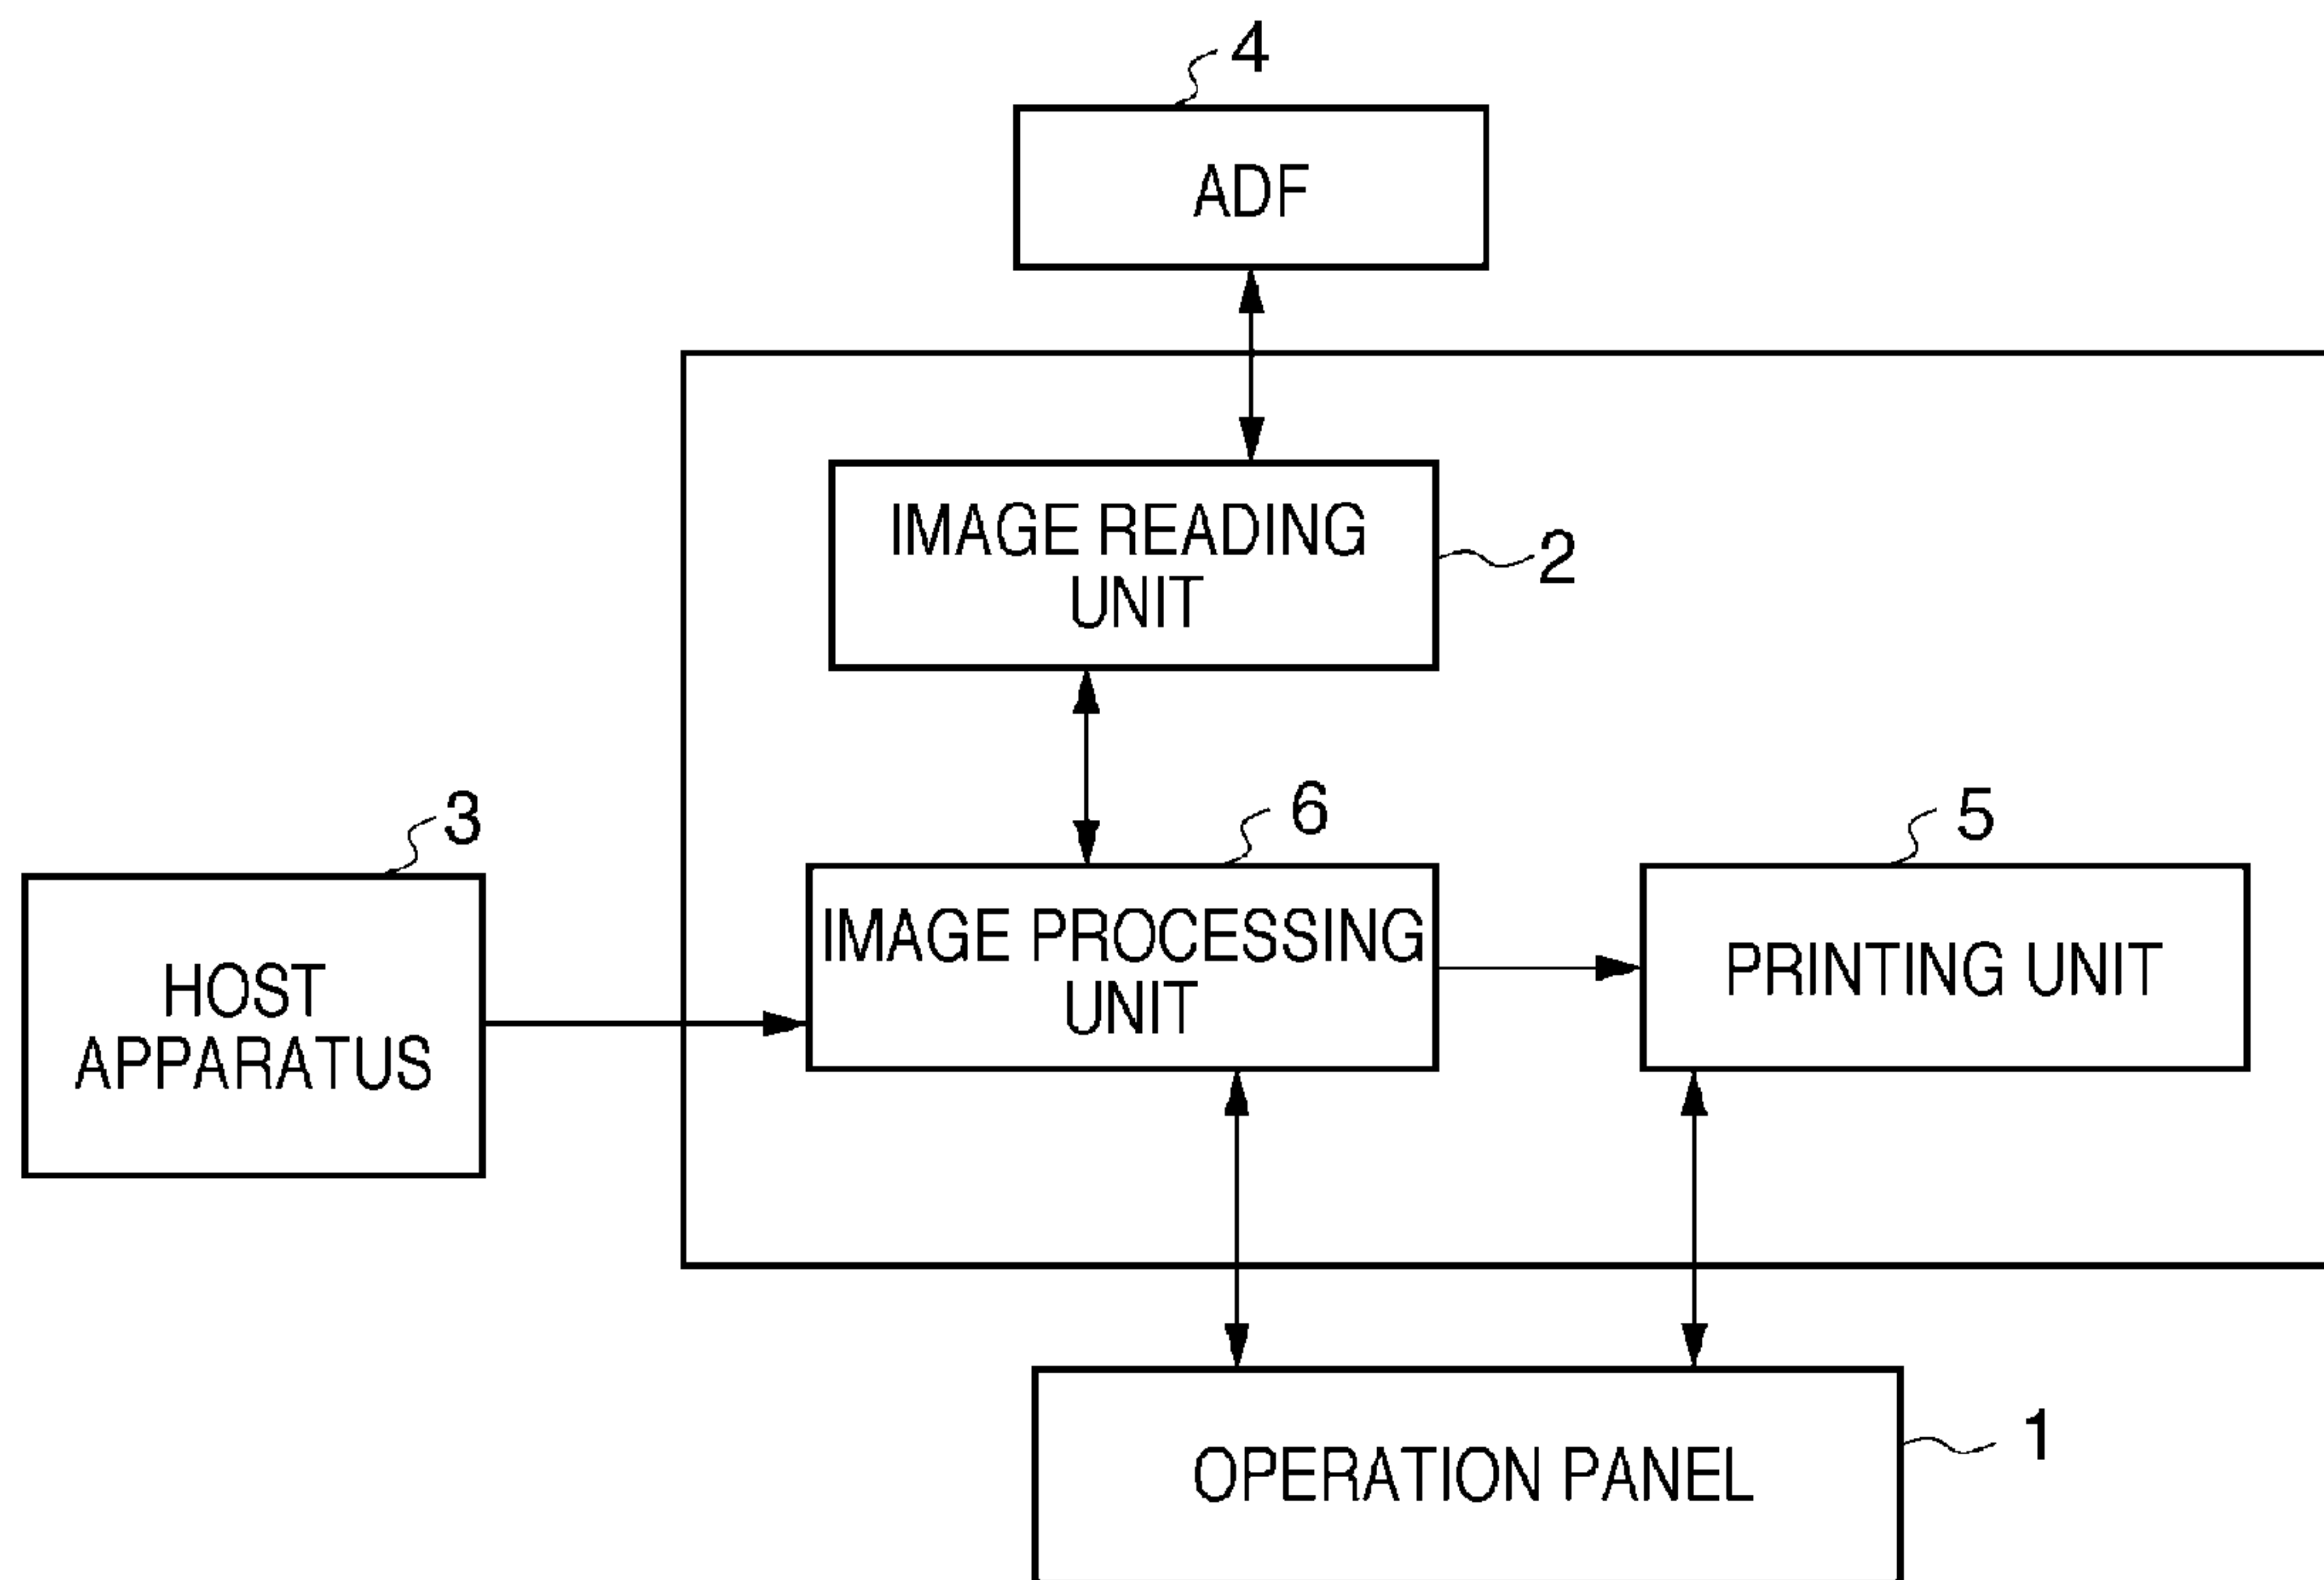 4
ADF
IMAGE READING
UNIT
2
3
HOST
APPARATUS
6
IMAGE PROCESSING
UNIT
5
PRINTING UNIT
OPERATION PANEL
1